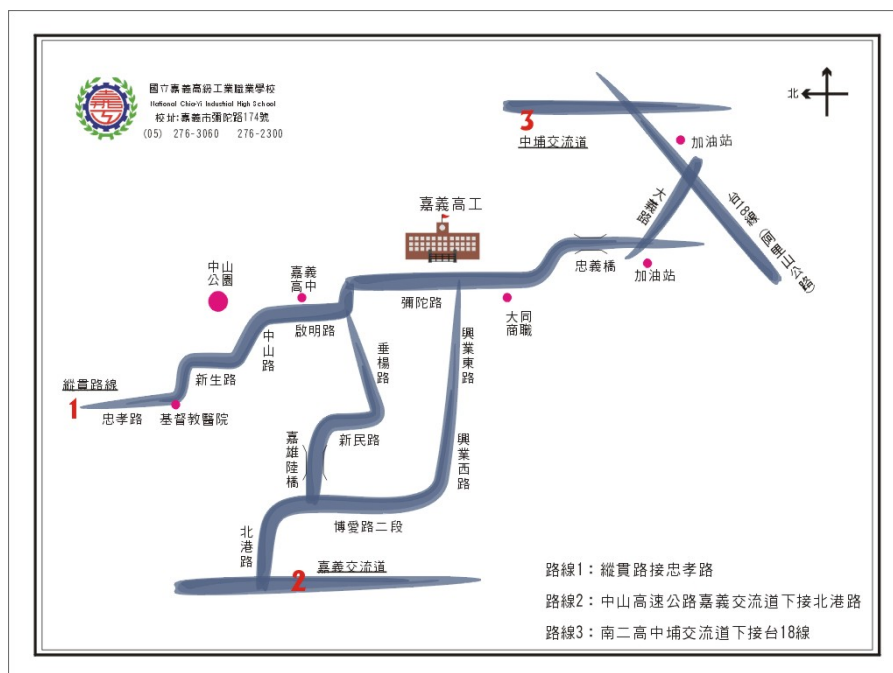 國立嘉義高級工業職業學校
National Chia-Yi Industrial High School
校址:嘉義市彌陀路174號
(05) 276-3060 276-2300
北
3
中埔交流道
加油站
大義路
台18線 (阿里山公路)
嘉義高工
忠義橋
加油站
中山公園
嘉義高中
彌陀路
大同商職
啟明路
中山路
垂楊路
興業東路
新生路
縱貫路線
1
忠孝路
基督教醫院
嘉雄陸橋
新民路
興業西路
北港路
博愛路二段
嘉義交流道
2
路線1：縱貫路接忠孝路
路線2：中山高速公路嘉義交流道下接北港路
路線3：南二高中埔交流道下接台18線